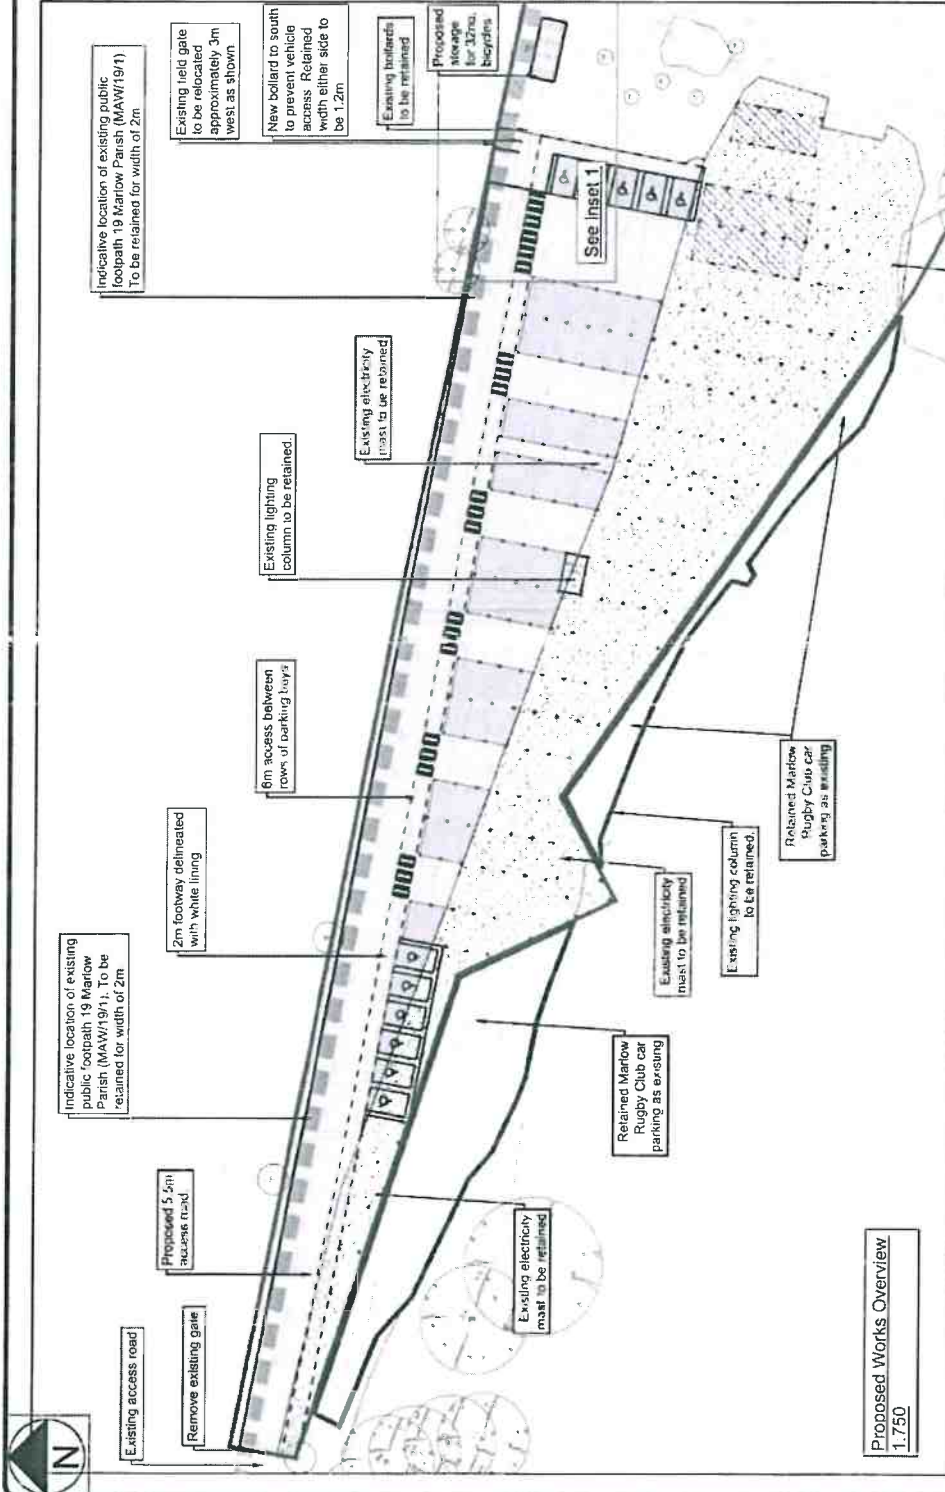 N
Existing access road
Remove existing gate
Proposed 5.5m
access road
Indicative location of existing
public footpath 19 Marlow
Parish (MAW/19/1). To be
retained for width of 2m
2m footway delineated
with white lining
6m access between
rows of parking bays
Existing lighting
column to be retained.
Existing electricity
mast to be retained
Indicative location of existing public
footpath 19 Marlow Parish (MAW/19/1)
To be retained for width of 2m
Existing field gate
to be relocated
approximately 3m
west as shown
New bollard to south
to prevent vehicle
access Retained
width either side to
be 1.2m
Existing bollards
to be retained
Proposed
storage
for 32no.
bicycles
See Inset 1
Existing electricity
mast to be retained
Retained Marlow
Rugby Club car
parking as existing
Existing electricity
mast to be retained
Existing lighting column
to be retained.
Retained Marlow
Rugby Club car
parking as existing
Proposed Works Overview
1.750